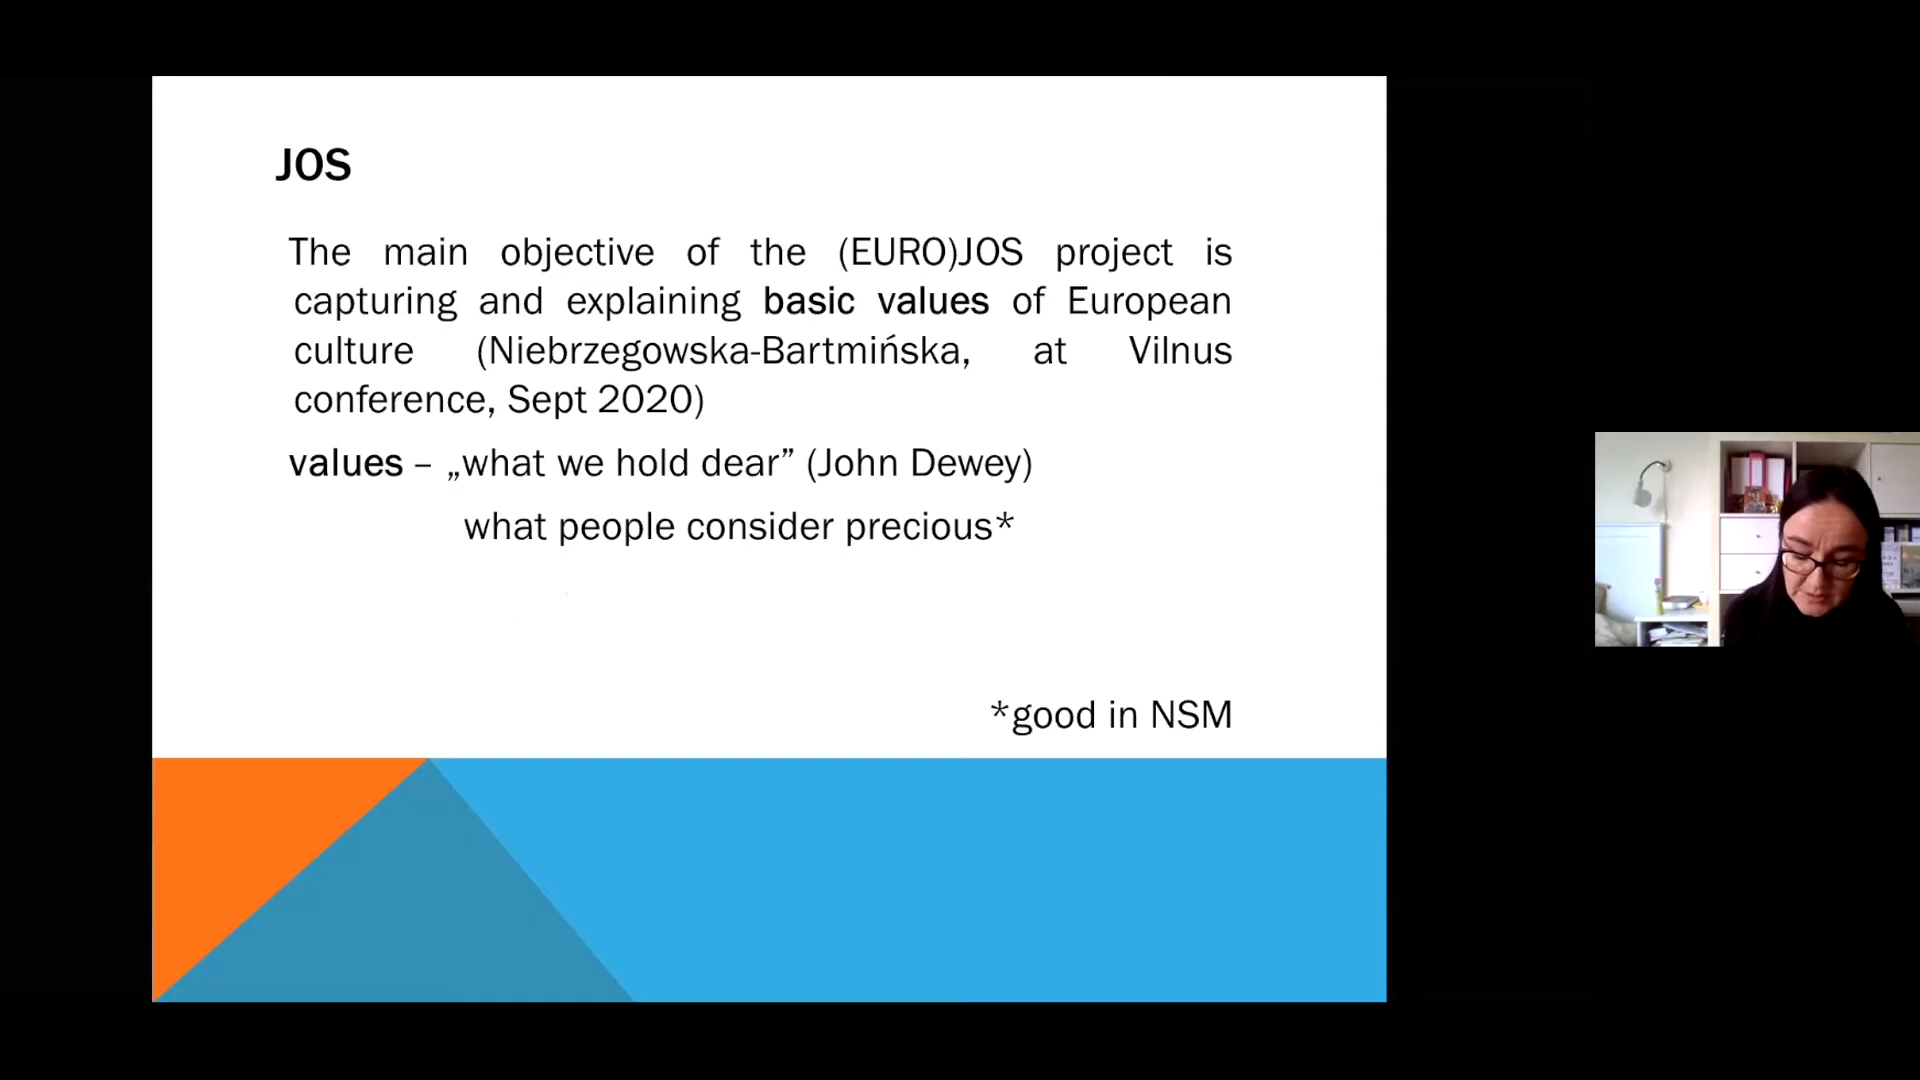 JOS
The main objective of the (EURO)JOS project is
capturing and explaining basic values of European
culture (Niebrzegowska-Bartmińska, at Vilnus
conference, Sept 2020)
values – „what we hold dear” (John Dewey)
what people consider precious*
*good in NSM